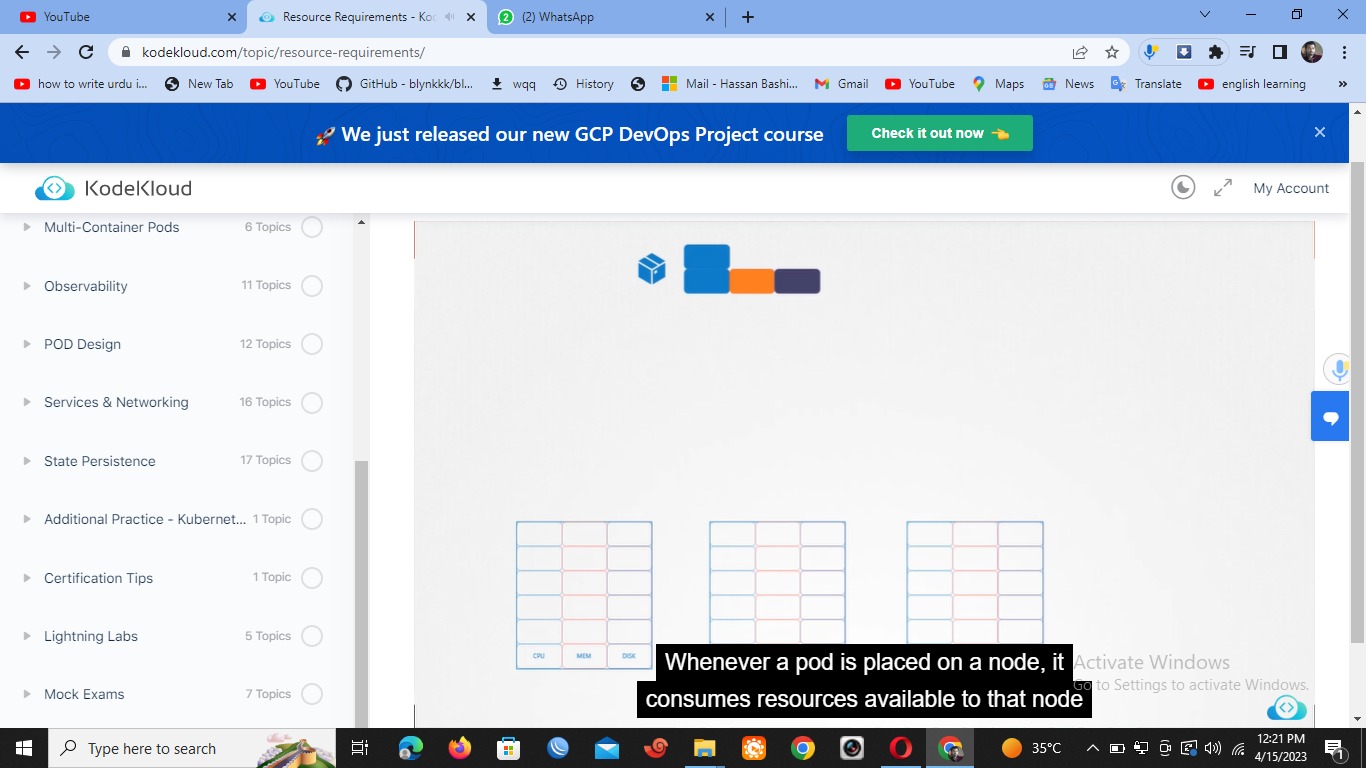 YouTube
Resource Requirements - Ko
(2) WhatsApp
kodekloud.com/topic/resource-requirements/
how to write urdu i...
New Tab
YouTube
GitHub - blynkkk/bl...
wqq
History
Mail - Hassan Bashi...
Gmail
YouTube
Maps
News
Translate
english learning
»
🚀 We just released our new GCP DevOps Project course
Check it out now 👈
KodeKloud
My Account
Multi-Container Pods 6 Topics
Observability 11 Topics
POD Design 12 Topics
Services & Networking 16 Topics
State Persistence 17 Topics
Additional Practice - Kubernet... 1 Topic
Certification Tips 1 Topic
Lightning Labs 5 Topics
Mock Exams 7 Topics
CPU MEM DISK
Whenever a pod is placed on a node, it
consumes resources available to that node
Activate Windows
Go to Settings to activate Windows.
Type here to search
35°C
12:21 PM
4/15/2023
1